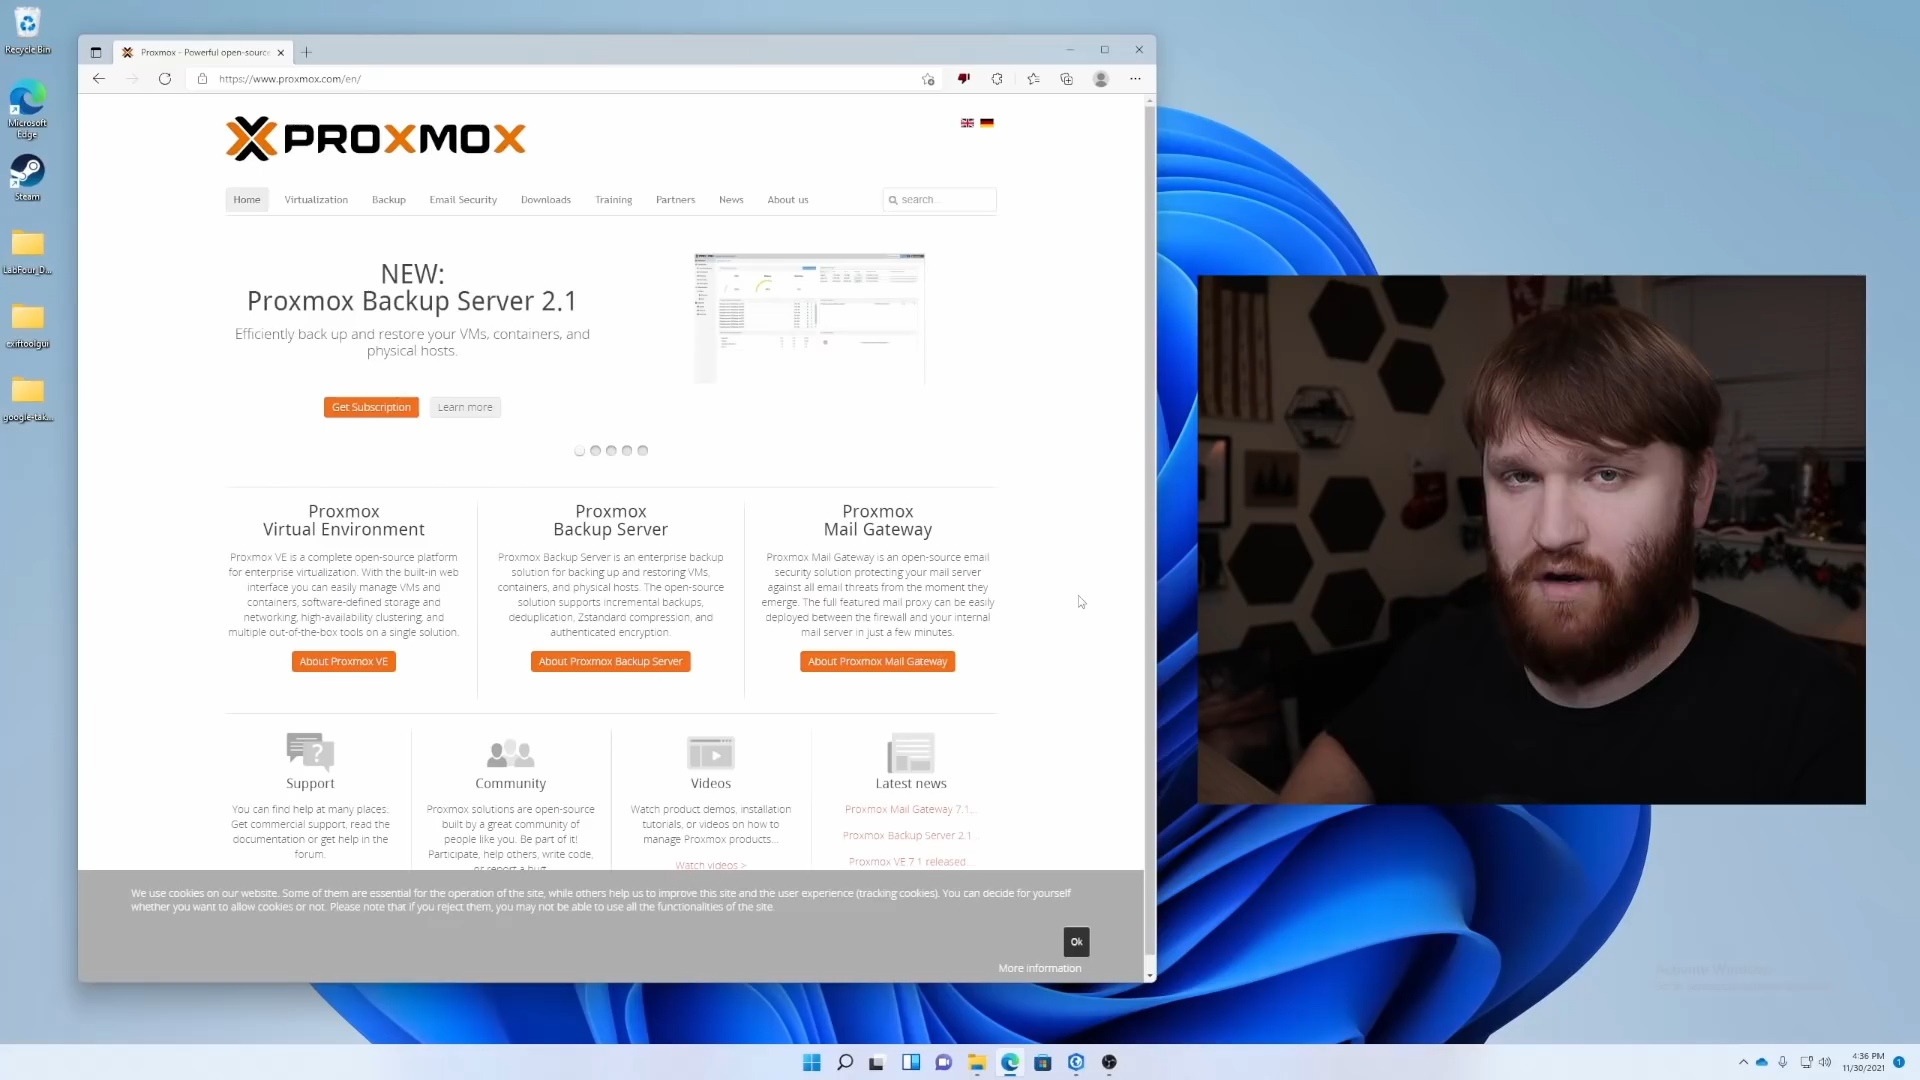 Recycle Bin
Microsoft
Edge
Steam
LabFour_D...
exiftoolgui
google-tak...
Proxmox - Powerful open-source
https://www.proxmox.com/en/
PROXMOX
Home Virtualization Backup Email Security Downloads Training Partners News About us search...
NEW:
Proxmox Backup Server 2.1
Efficiently back up and restore your VMs, containers, and
physical hosts.
Get Subscription Learn more
Proxmox
Virtual Environment
Proxmox VE is a complete open-source platform
for enterprise virtualization. With the built-in web
interface you can easily manage VMs and
containers, software-defined storage and
networking, high-availability clustering, and
multiple out-of-the-box tools on a single solution.
About Proxmox VE
Proxmox
Backup Server
Proxmox Backup Server is an enterprise backup
solution for backing up and restoring VMs,
containers, and physical hosts. The open-source
solution supports incremental backups,
deduplication, Zstandard compression, and
authenticated encryption.
About Proxmox Backup Server
Proxmox
Mail Gateway
Proxmox Mail Gateway is an open-source email
security solution protecting your mail server
against all email threats from the moment they
emerge. The full featured mail proxy can be easily
deployed between the firewall and your internal
mail server in just a few minutes.
About Proxmox Mail Gateway
Support
You can find help at many places:
Get commercial support, read the
documentation or get help in the
forum.
Community
Proxmox solutions are open-source
built by a great community of
people like you. Be part of it!
Participate, help others, write code,
or report a bug.
Videos
Watch product demos, installation
tutorials, or videos on how to
manage Proxmox products...
Watch videos >
Latest news
Proxmox Mail Gateway 7.1...
Proxmox Backup Server 2.1...
Proxmox VE 7.1 released...
We use cookies on our website. Some of them are essential for the operation of the site, while others help us to improve this site and the user experience (tracking cookies). You can decide for yourself
whether you want to allow cookies or not. Please note that if you reject them, you may not be able to use all the functionalities of the site.
Ok
More information
Activate Windows
4:36 PM
11/30/2021
1